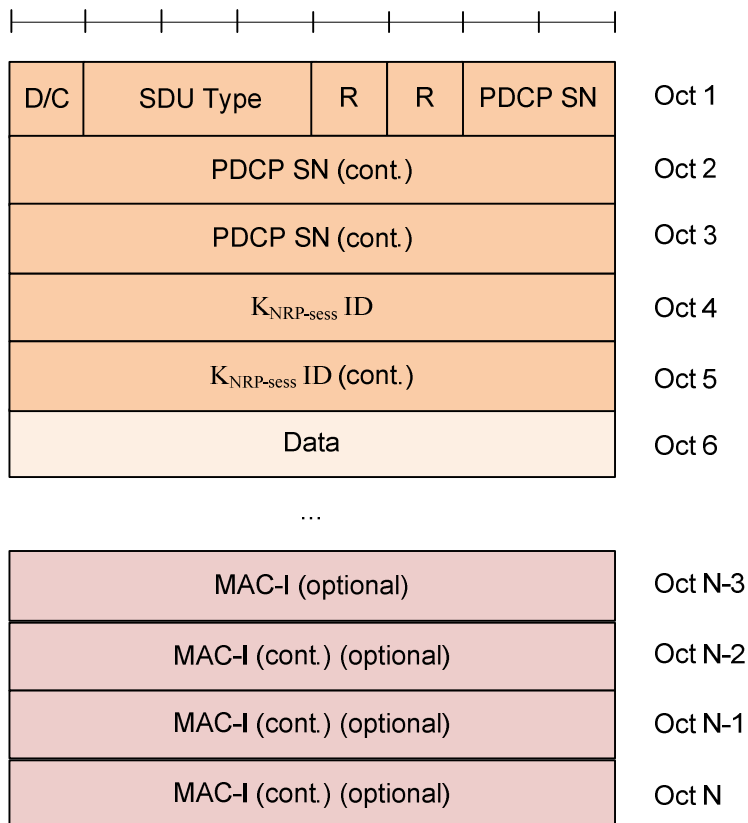 D/C SDU Type R R PDCP SN Oct 1
PDCP SN (cont.) Oct 2
PDCP SN (cont.) Oct 3
KNRP-sess ID Oct 4
KNRP-sess ID (cont.) Oct 5
Data Oct 6
...
MAC-I (optional) Oct N-3
MAC-I (cont.) (optional) Oct N-2
MAC-I (cont.) (optional) Oct N-1
MAC-I (cont.) (optional) Oct N